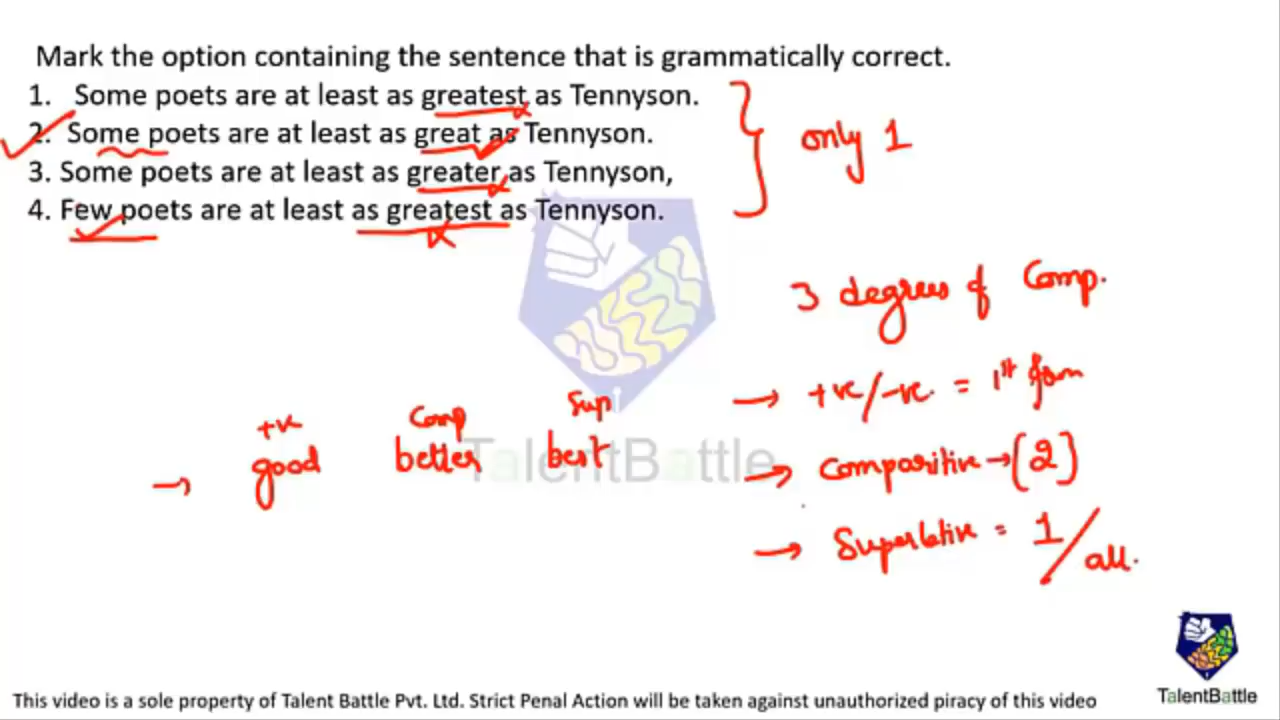 Mark the option containing the sentence that is grammatically correct.
1. Some poets are at least as greatest as Tennyson.
2. Some poets are at least as great as Tennyson.
3. Some poets are at least as greater as Tennyson,
4. Few poets are at least as greatest as Tennyson.
only 1
3 degrees of Comp.
+ve/-ve. = 1st form
Comparitive → (2)
Superlative = 1/all.
+ve Comp Sup
→ good better best
TalentBattle
TalentBattle
This video is a sole property of Talent Battle Pvt. Ltd. Strict Penal Action will be taken against unauthorized piracy of this video